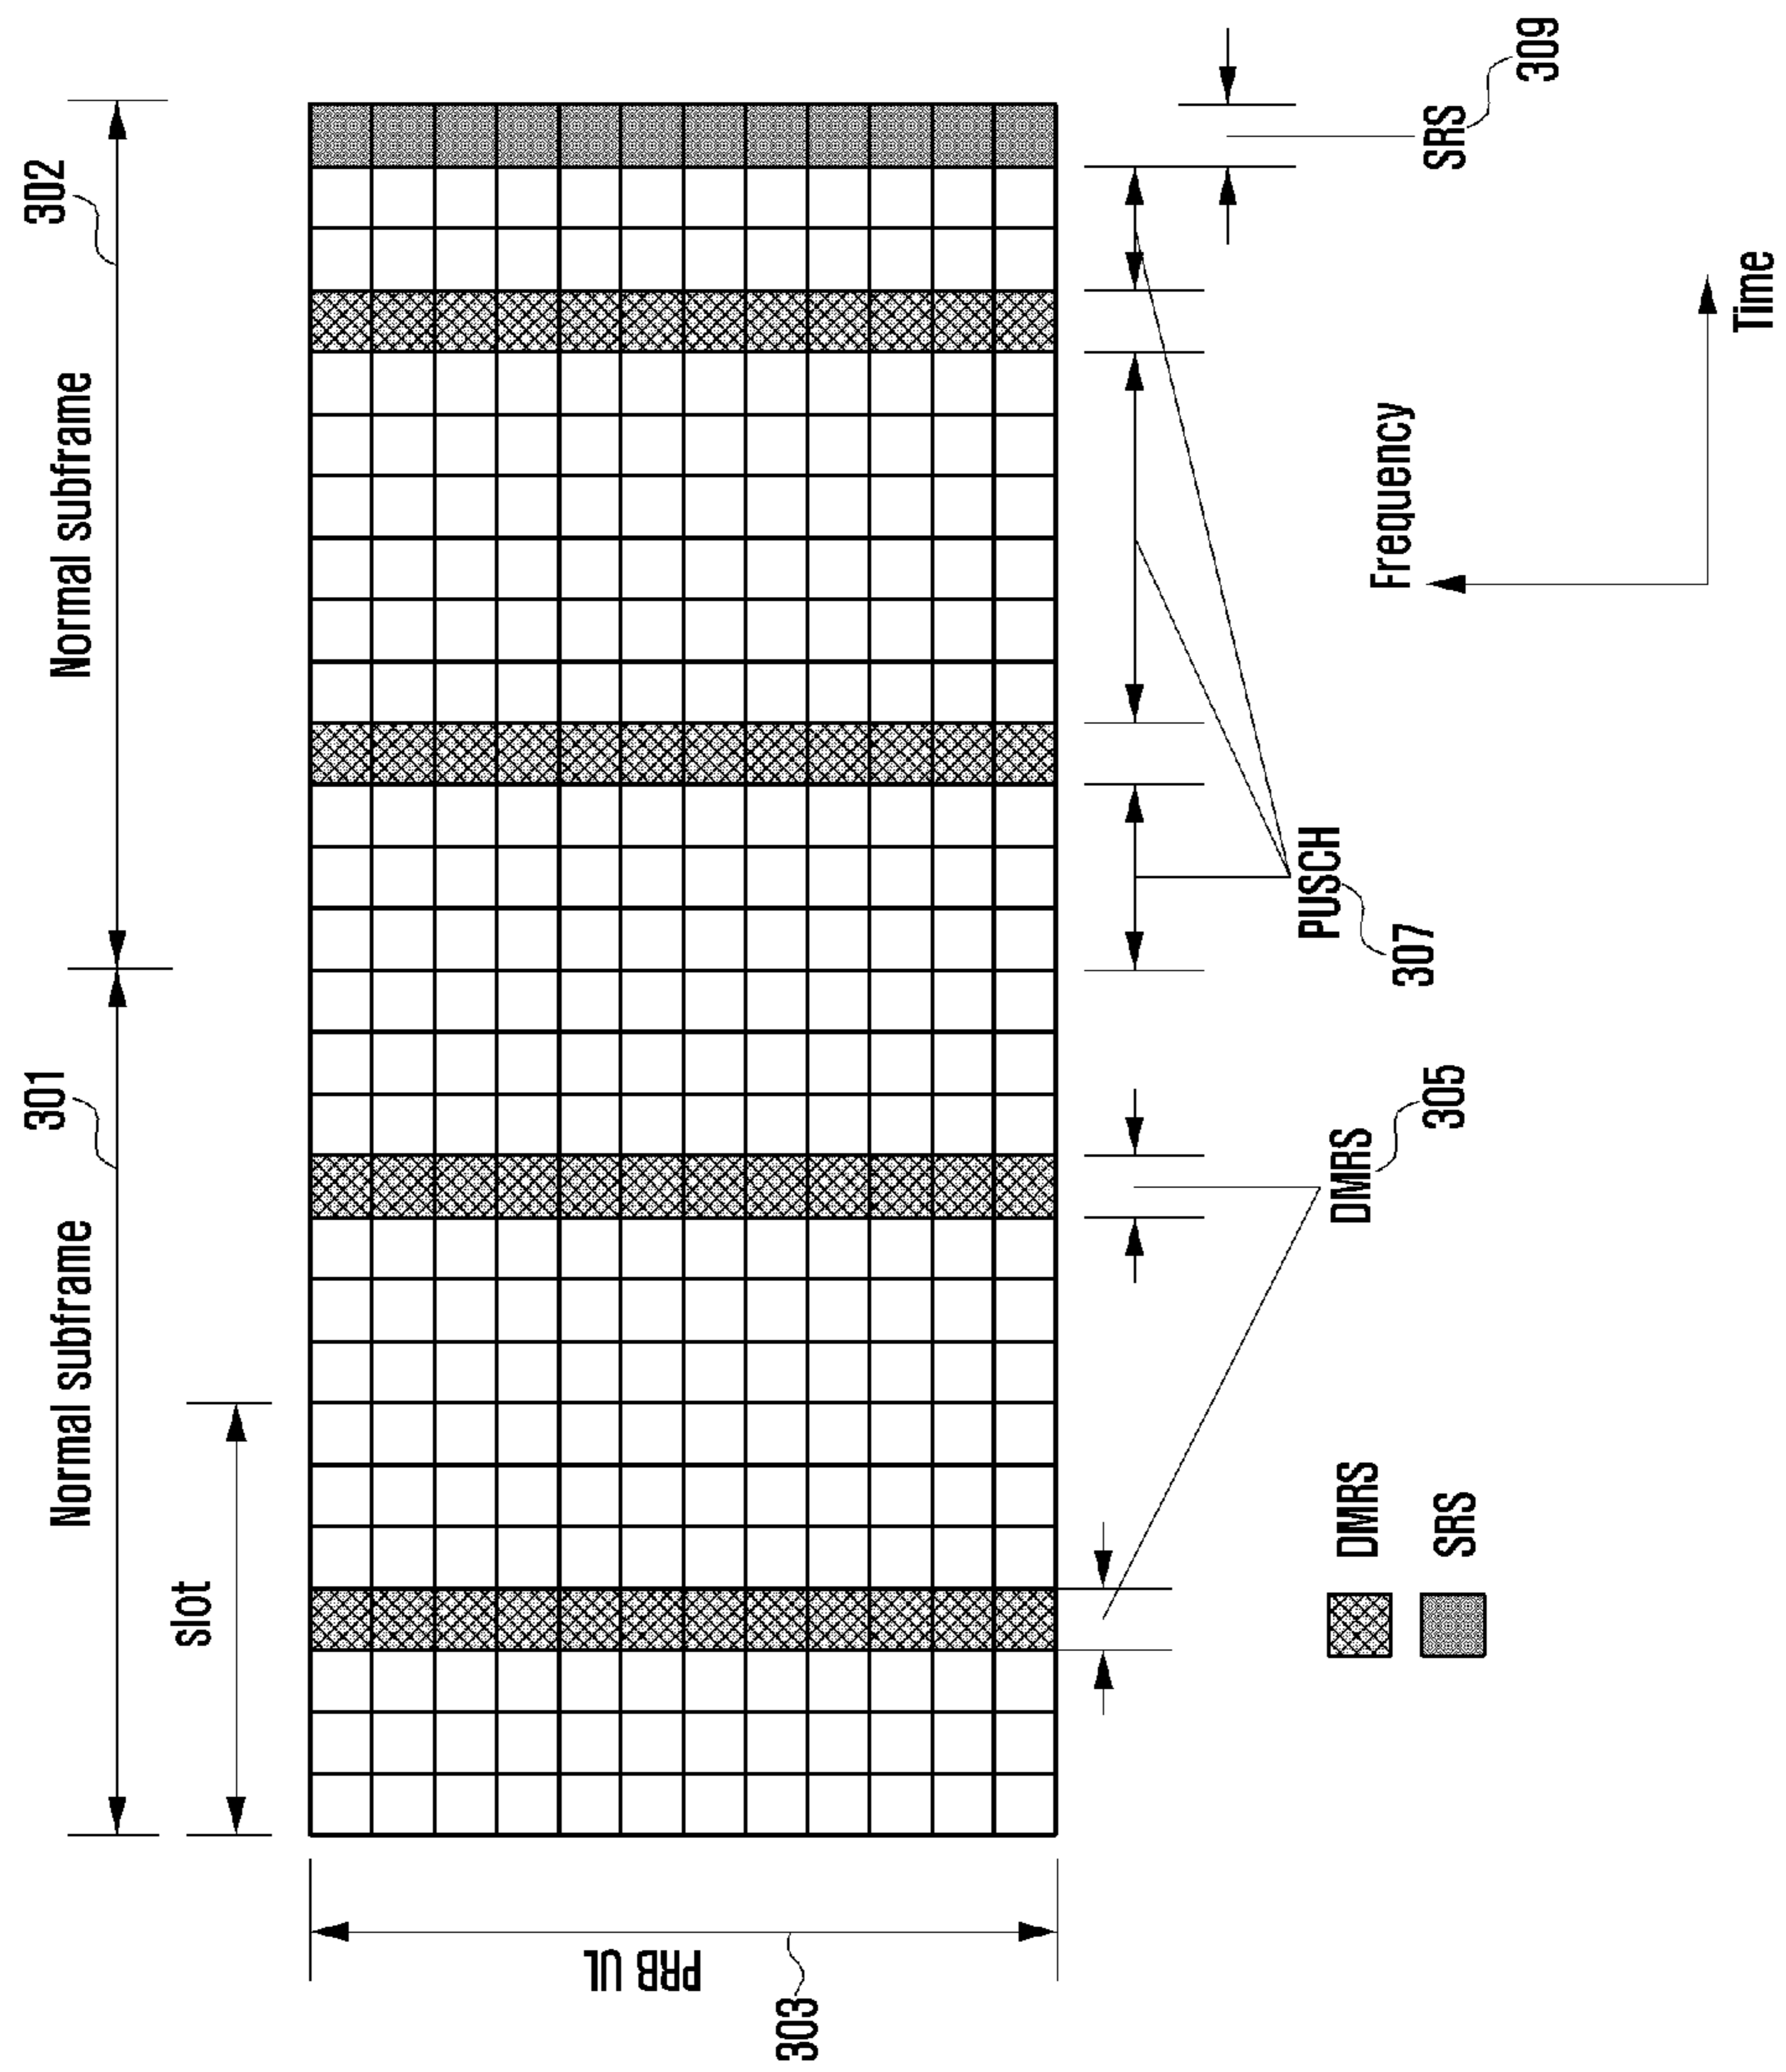 301
302
Normal subframe
Normal subframe
slot
PRB UL
303
DMRS
305
PUSCH
307
SRS
309
DMRS
SRS
Frequency
Time